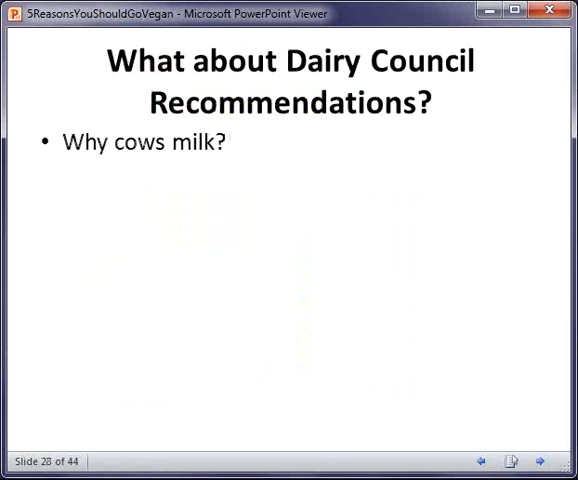 5ReasonsYouShouldGoVegan - Microsoft PowerPoint Viewer
What about Dairy Council
Recommendations?
• Why cows milk?
Slide 28 of 44